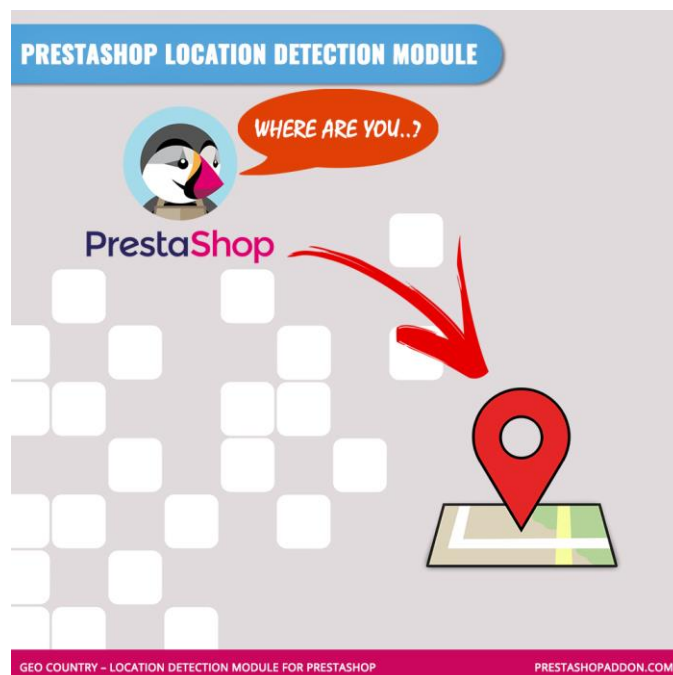 PRESTASHOP LOCATION DETECTION MODULE
WHERE ARE YOU..?
PrestaShop
GEO COUNTRY – LOCATION DETECTION MODULE FOR PRESTASHOP
PRESTASHOPADDON.COM